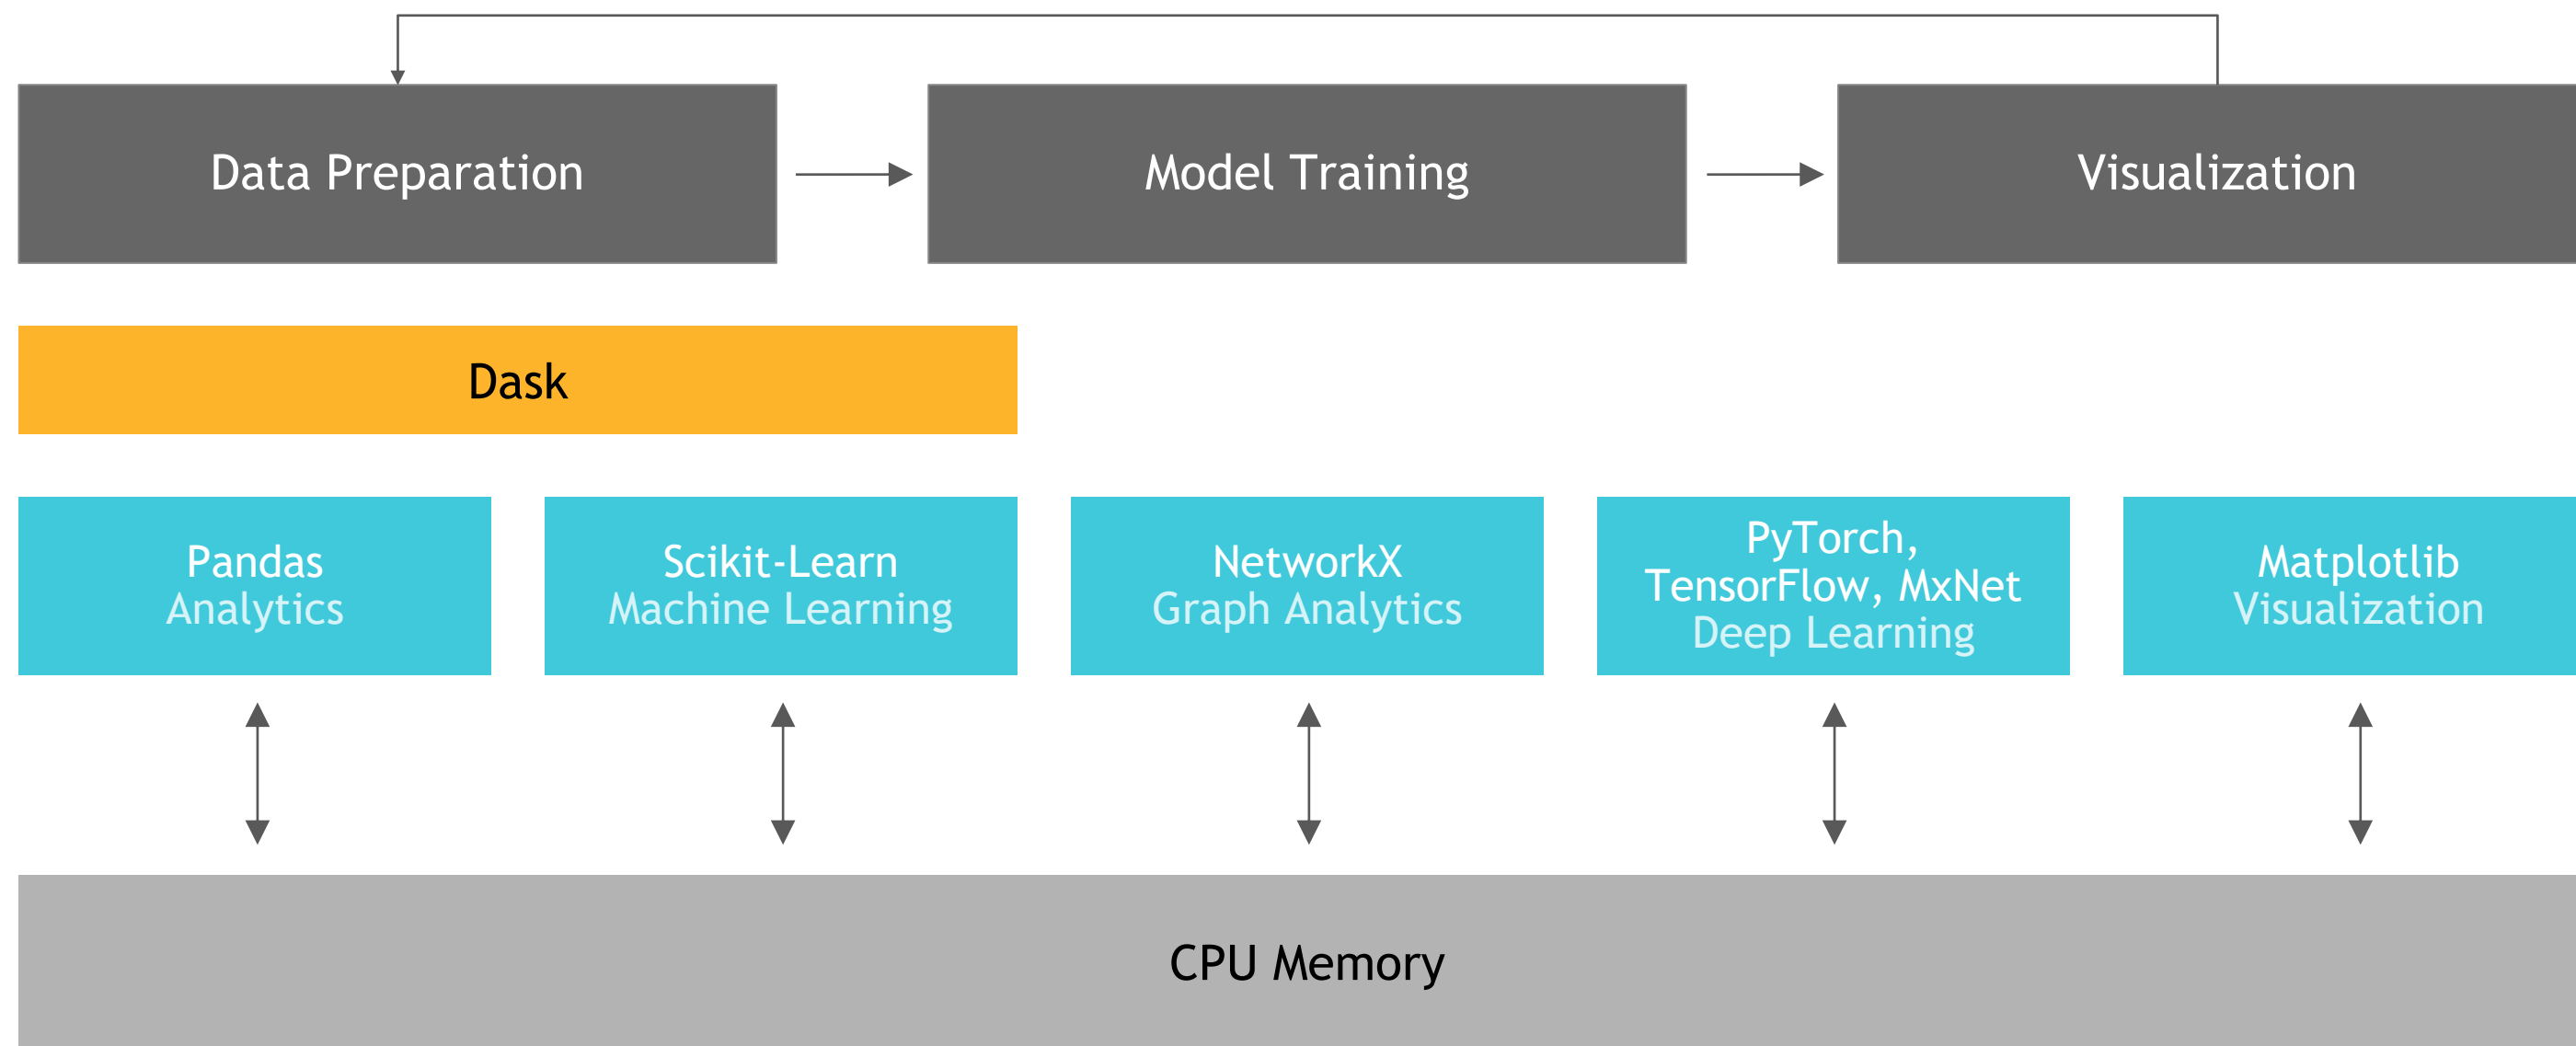 Data Preparation
Model Training
Visualization
Dask
Pandas
Analytics
Scikit-Learn
Machine Learning
NetworkX
Graph Analytics
PyTorch,
TensorFlow, MxNet
Deep Learning
Matplotlib
Visualization
CPU Memory